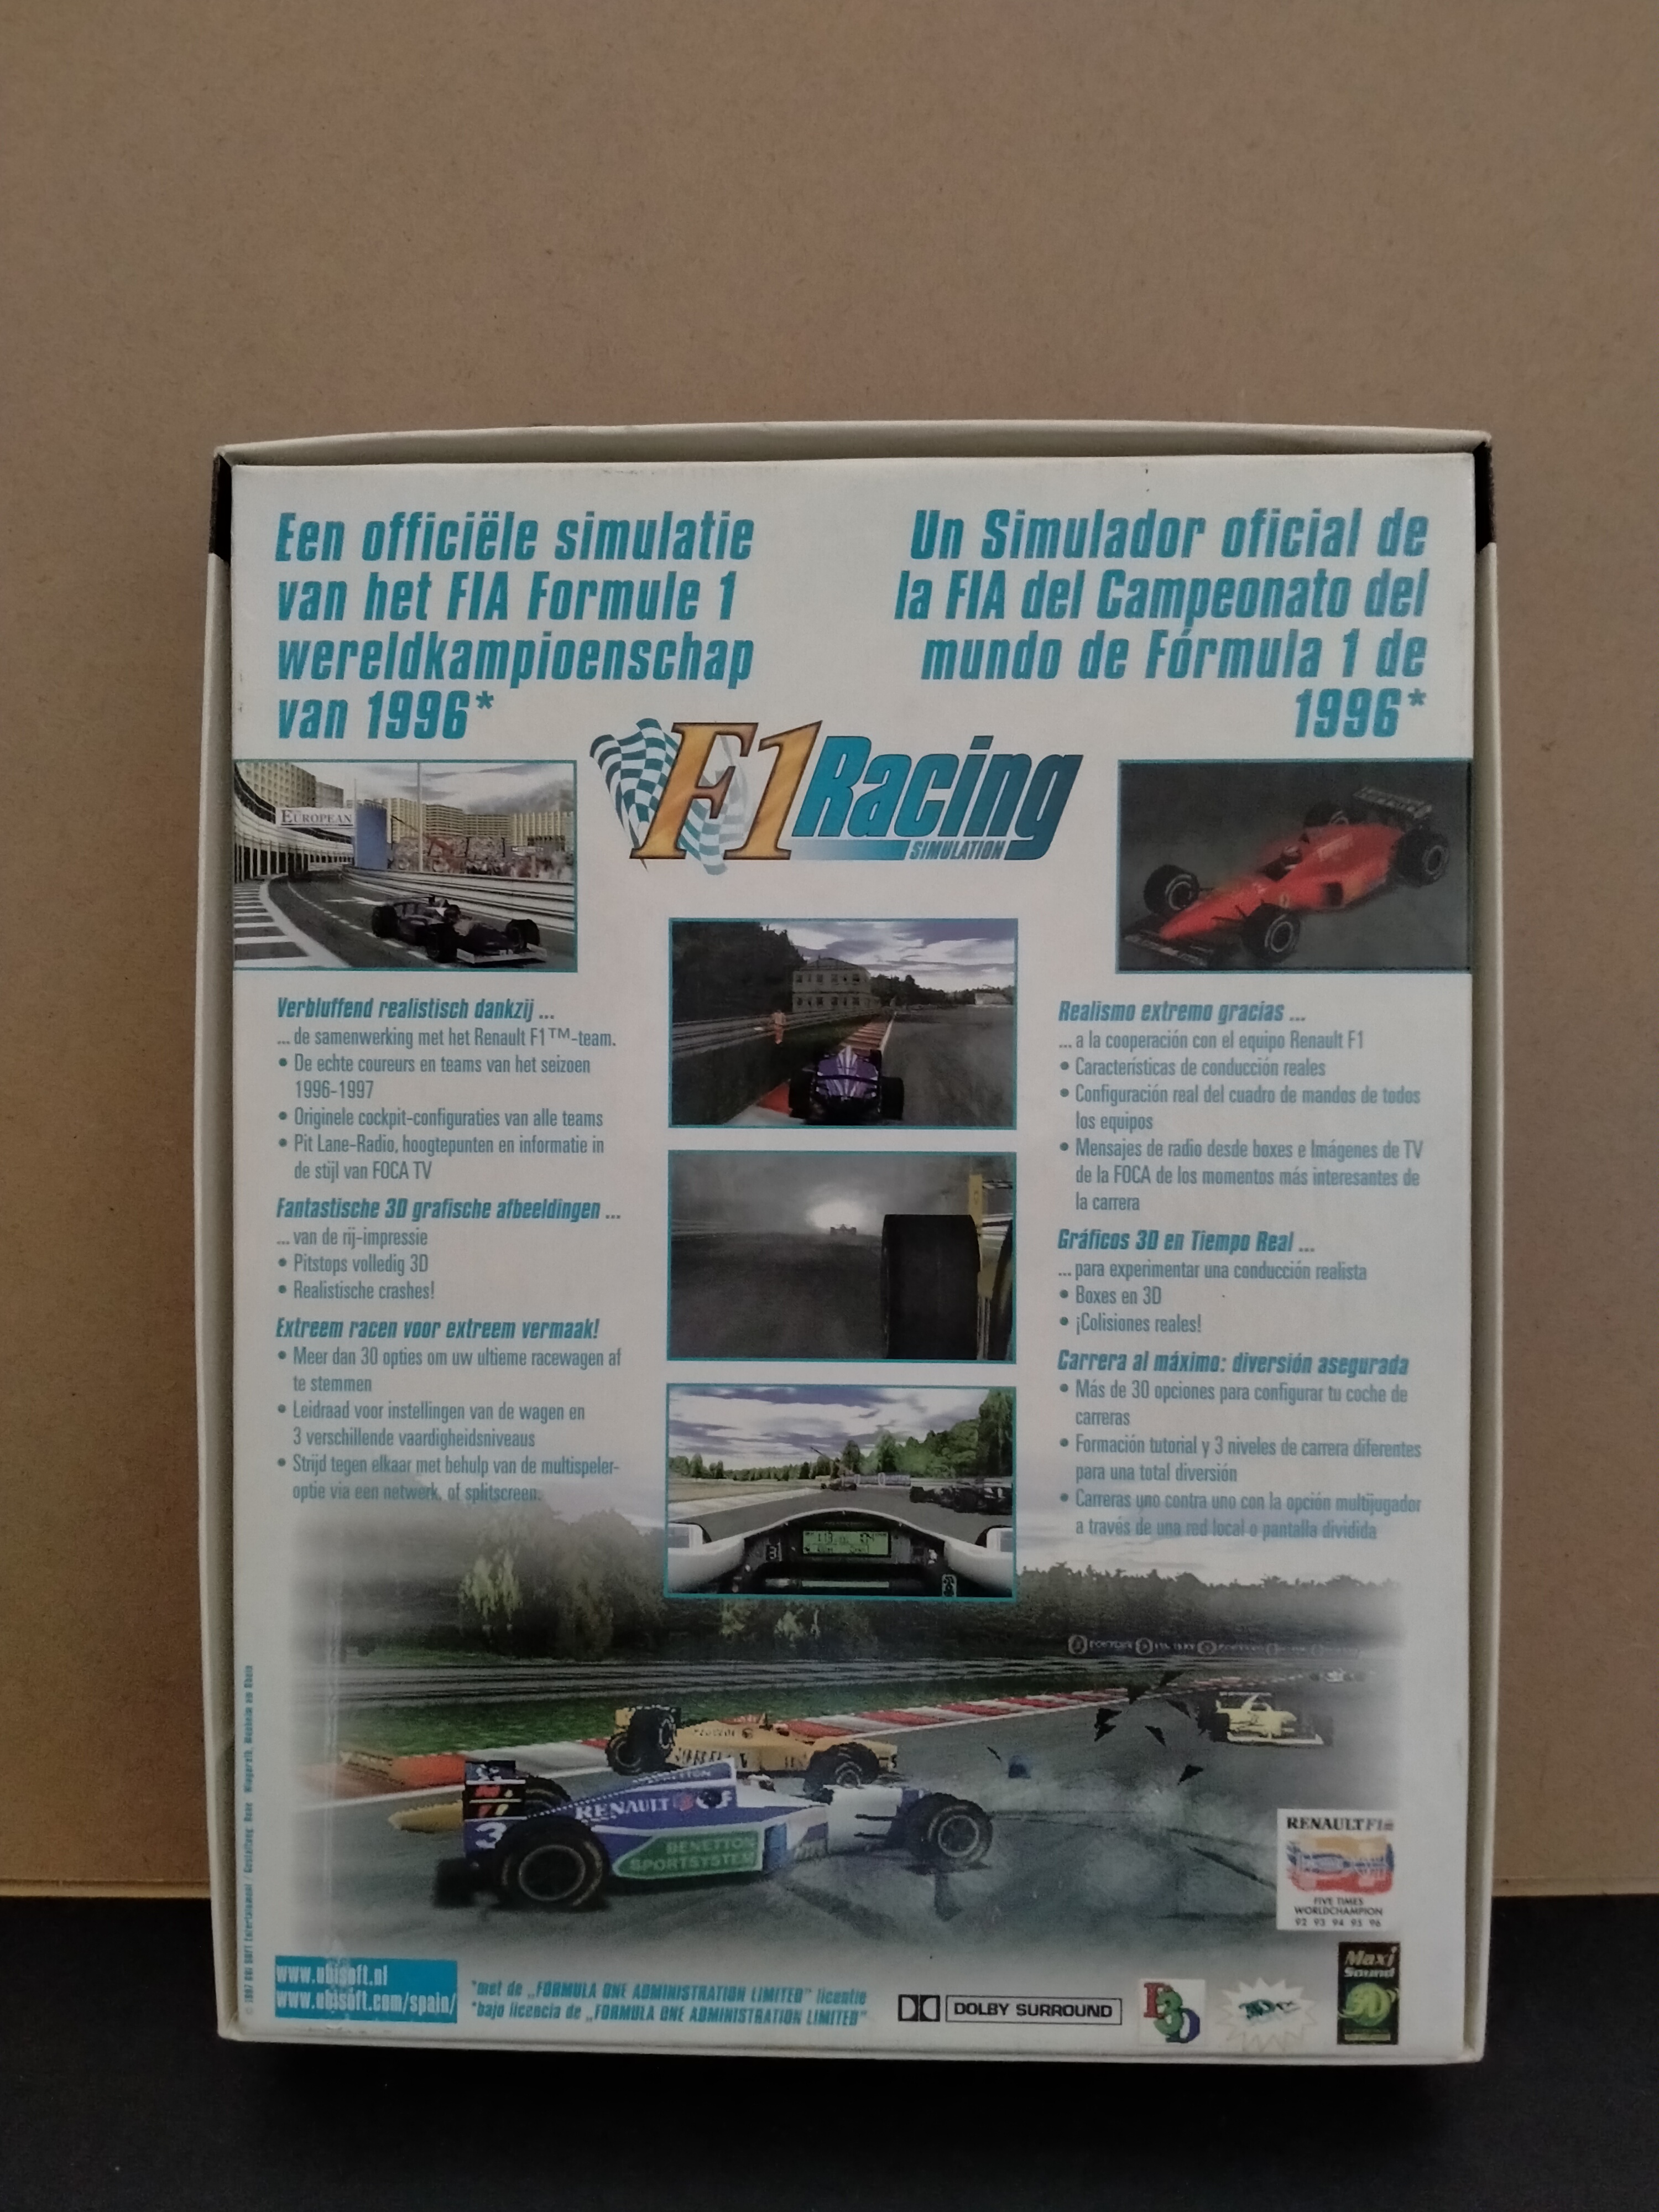 Een officiële simulatie
van het FIA Formule 1
wereldkampioenschap
van 1996*
Un Simulador oficial de
la FIA del Campeonato del
mundo de Fórmula 1 de
1996*
F1 Racing
SIMULATION
EUROPEAN
Verbluffend realistisch dankzij ...
... de samenwerking met het Renault F1™-team.
• De echte coureurs en teams van het seizoen
1996-1997
• Originele cockpit-configuraties van alle teams
• Pit Lane-Radio, hoogtepunten en informatie in
de stijl van FOCA TV
Fantastische 3D grafische afbeeldingen ...
... van de rij-impressie
• Pitstops volledig 3D
• Realistische crashes!
Extreem racen voor extreem vermaak!
• Meer dan 30 opties om uw ultieme racewagen af
te stemmen
• Leidraad voor instellingen van de wagen en
3 verschillende vaardigheidsniveaus
• Strijd tegen elkaar met behulp van de multispeler-
optie via een netwerk, of splitscreen.
Realismo extremo gracias ...
... a la cooperación con el equipo Renault F1
• Características de conducción reales
• Configuración real del cuadro de mandos de todos
los equipos
• Mensajes de radio desde boxes e Imágenes de TV
de la FOCA de los momentos más interesantes de
la carrera
Gráficos 3D en Tiempo Real ...
... para experimentar una conducción realista
• Boxes en 3D
• ¡Colisiones reales!
Carrera al máximo: diversión asegurada
• Más de 30 opciones para configurar tu coche de
carreras
• Formación tutorial y 3 niveles de carrera diferentes
para una total diversión
• Carreras uno contra uno con la opción multijugador
a través de una red local o pantalla dividida
RENAULT
BENETTON
SPORTSYSTEM
3
RENAULT F1
FIVE TIMES
WORLDCHAMPION
92 93 94 95 96
www.ubisoft.nl
www.ubisoft.com/spain/
*met de „FORMULA ONE ADMINISTRATION LIMITED” licentie
*bajo licencia de „FORMULA ONE ADMINISTRATION LIMITED”
DOLBY SURROUND
Maxi
Sound